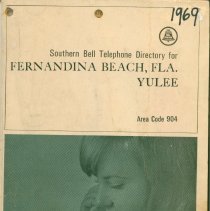 1969
Southern Bell Telephone Directory for
FERNANDINA BEACH, FLA.
YULEE
Area Code 904